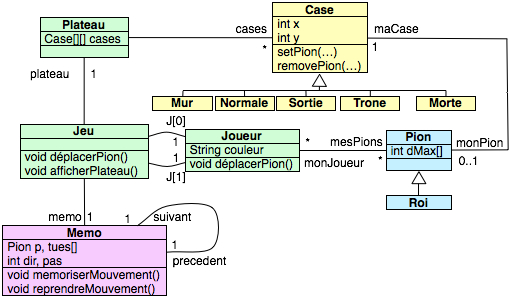 Plateau
Case[][] cases
cases
*
Case
int x
int y
setPion(…)
removePion(…)
maCase
1
plateau
1
Mur
Normale
Sortie
Trone
Morte
Jeu
void déplacerPion()
void afficherPlateau()
J[0]
1
1
J[1]
Joueur
String couleur
void déplacerPion()
*
mesPions
monJoueur
*
Pion
int dMax[]
monPion
0..1
Roi
memo
1
1
suivant
1
precedent
Memo
Pion p, tues[]
int dir, pas
void memoriserMouvement()
void reprendreMouvement()